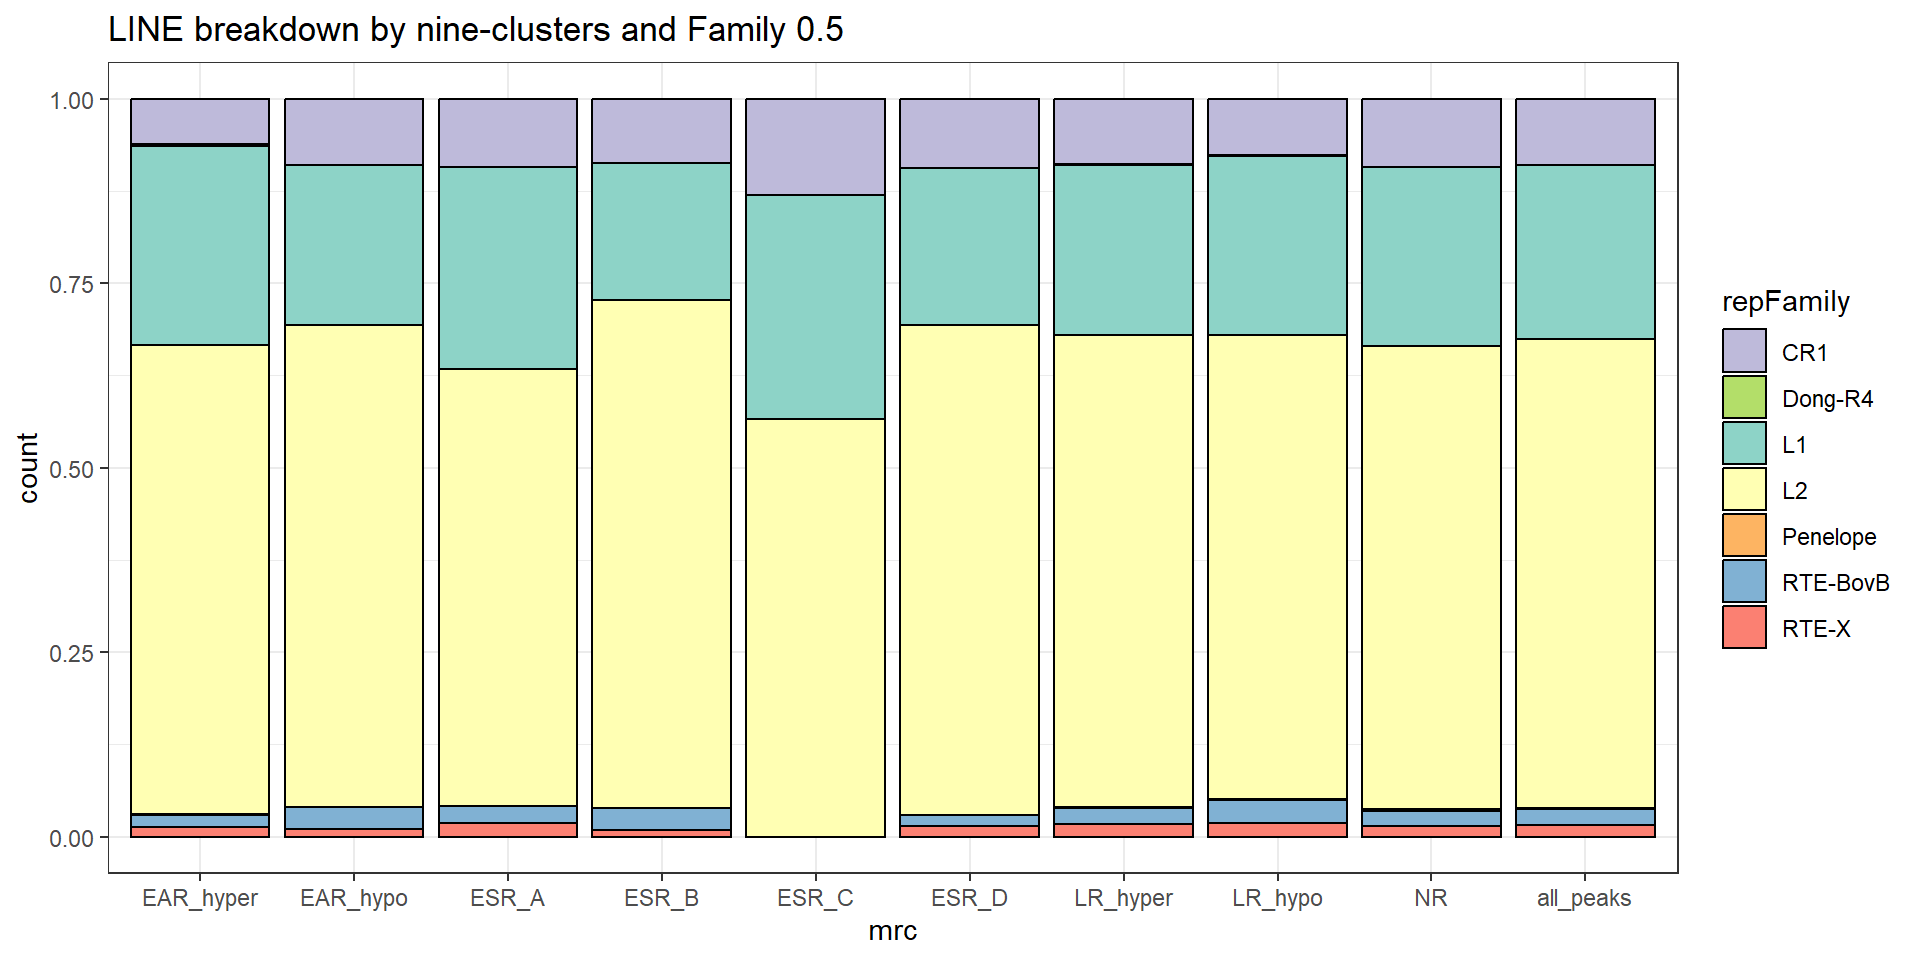 LINE breakdown by nine-clusters and Family 0.5
1.00
0.75
0.50
0.25
0.00
count
EAR_hyper
EAR_hypo
ESR_A
ESR_B
ESR_C
ESR_D
LR_hyper
LR_hypo
NR
all_peaks
mrc
repFamily
CR1
Dong-R4
L1
L2
Penelope
RTE-BovB
RTE-X